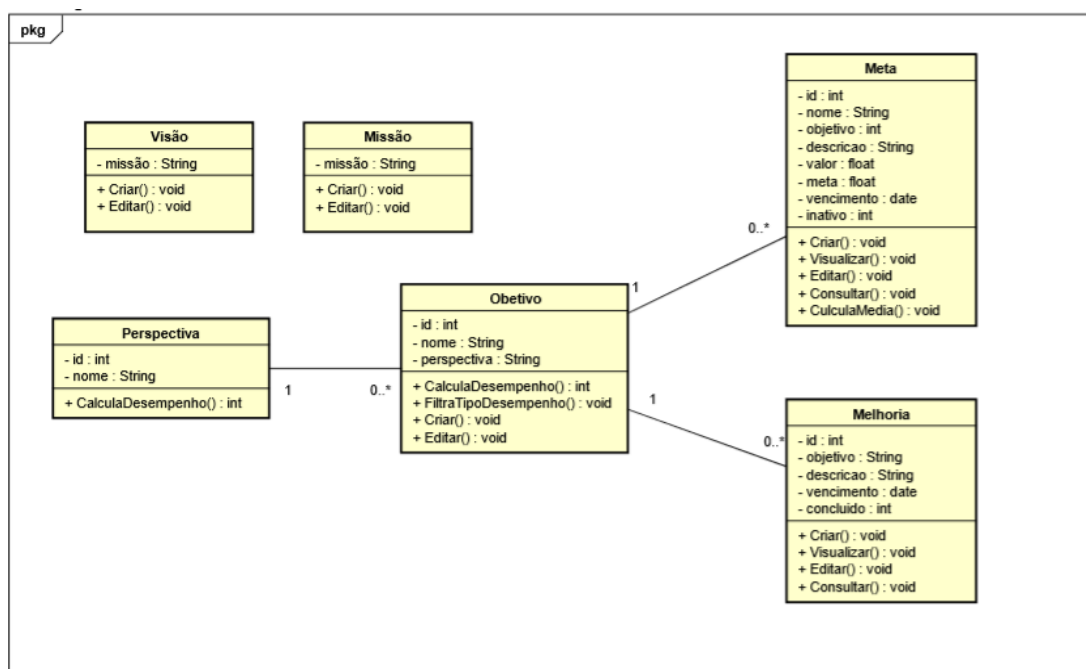 pkg
Visão
- missão : String
+ Criar() : void
+ Editar() : void
Missão
- missão : String
+ Criar() : void
+ Editar() : void
Meta
- id : int
- nome : String
- objetivo : int
- descricao : String
- valor : float
- meta : float
- vencimento : date
- inativo : int
+ Criar() : void
+ Visualizar() : void
+ Editar() : void
+ Consultar() : void
+ CulculaMedia() : void
0..*
1
Perspectiva
- id : int
- nome : String
+ CalculaDesempenho() : int
1
0..*
Obetivo
- id : int
- nome : String
- perspectiva : String
+ CalculaDesempenho() : int
+ FiltraTipoDesempenho() : void
+ Criar() : void
+ Editar() : void
1
0..*
Melhoria
- id : int
- objetivo : String
- descricao : String
- vencimento : date
- concluido : int
+ Criar() : void
+ Visualizar() : void
+ Editar() : void
+ Consultar() : void